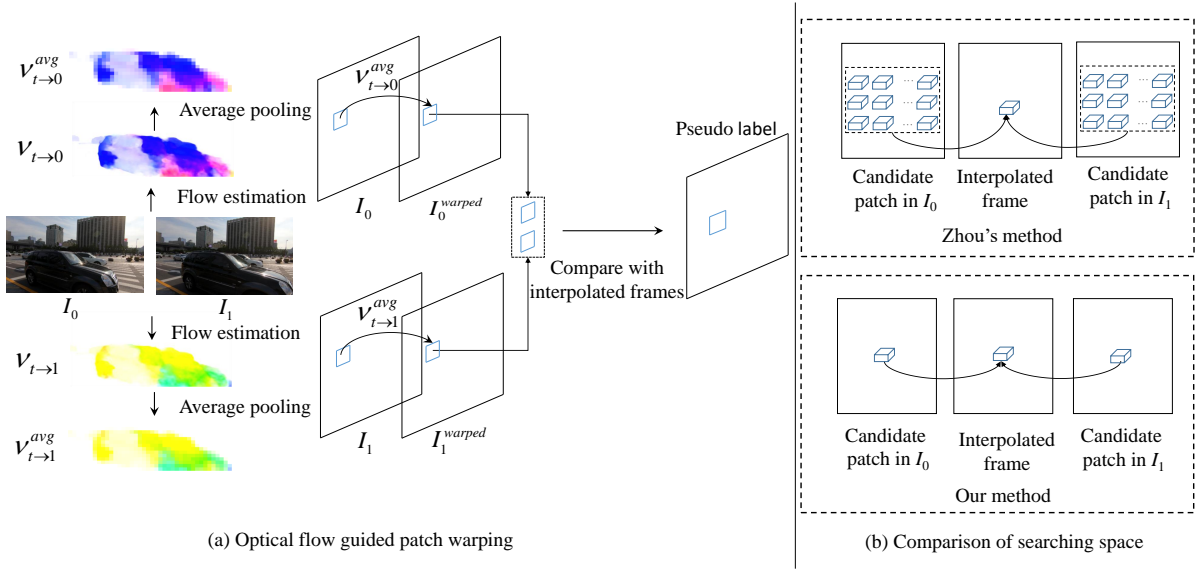 v_{t→0}^{avg}
Average pooling
v_{t→0}
Flow estimation
I_0
I_1
Flow estimation
v_{t→1}
Average pooling
v_{t→1}^{avg}
v_{t→0}^{avg}
I_0
I_0^{warped}
v_{t→1}^{avg}
I_1
I_1^{warped}
Compare with
interpolated frames
Pseudo label
(a) Optical flow guided patch warping
Candidate
patch in I_0
Interpolated
frame
Candidate
patch in I_1
Zhou's method
Candidate
patch in I_0
Interpolated
frame
Candidate
patch in I_1
Our method
(b) Comparison of searching space